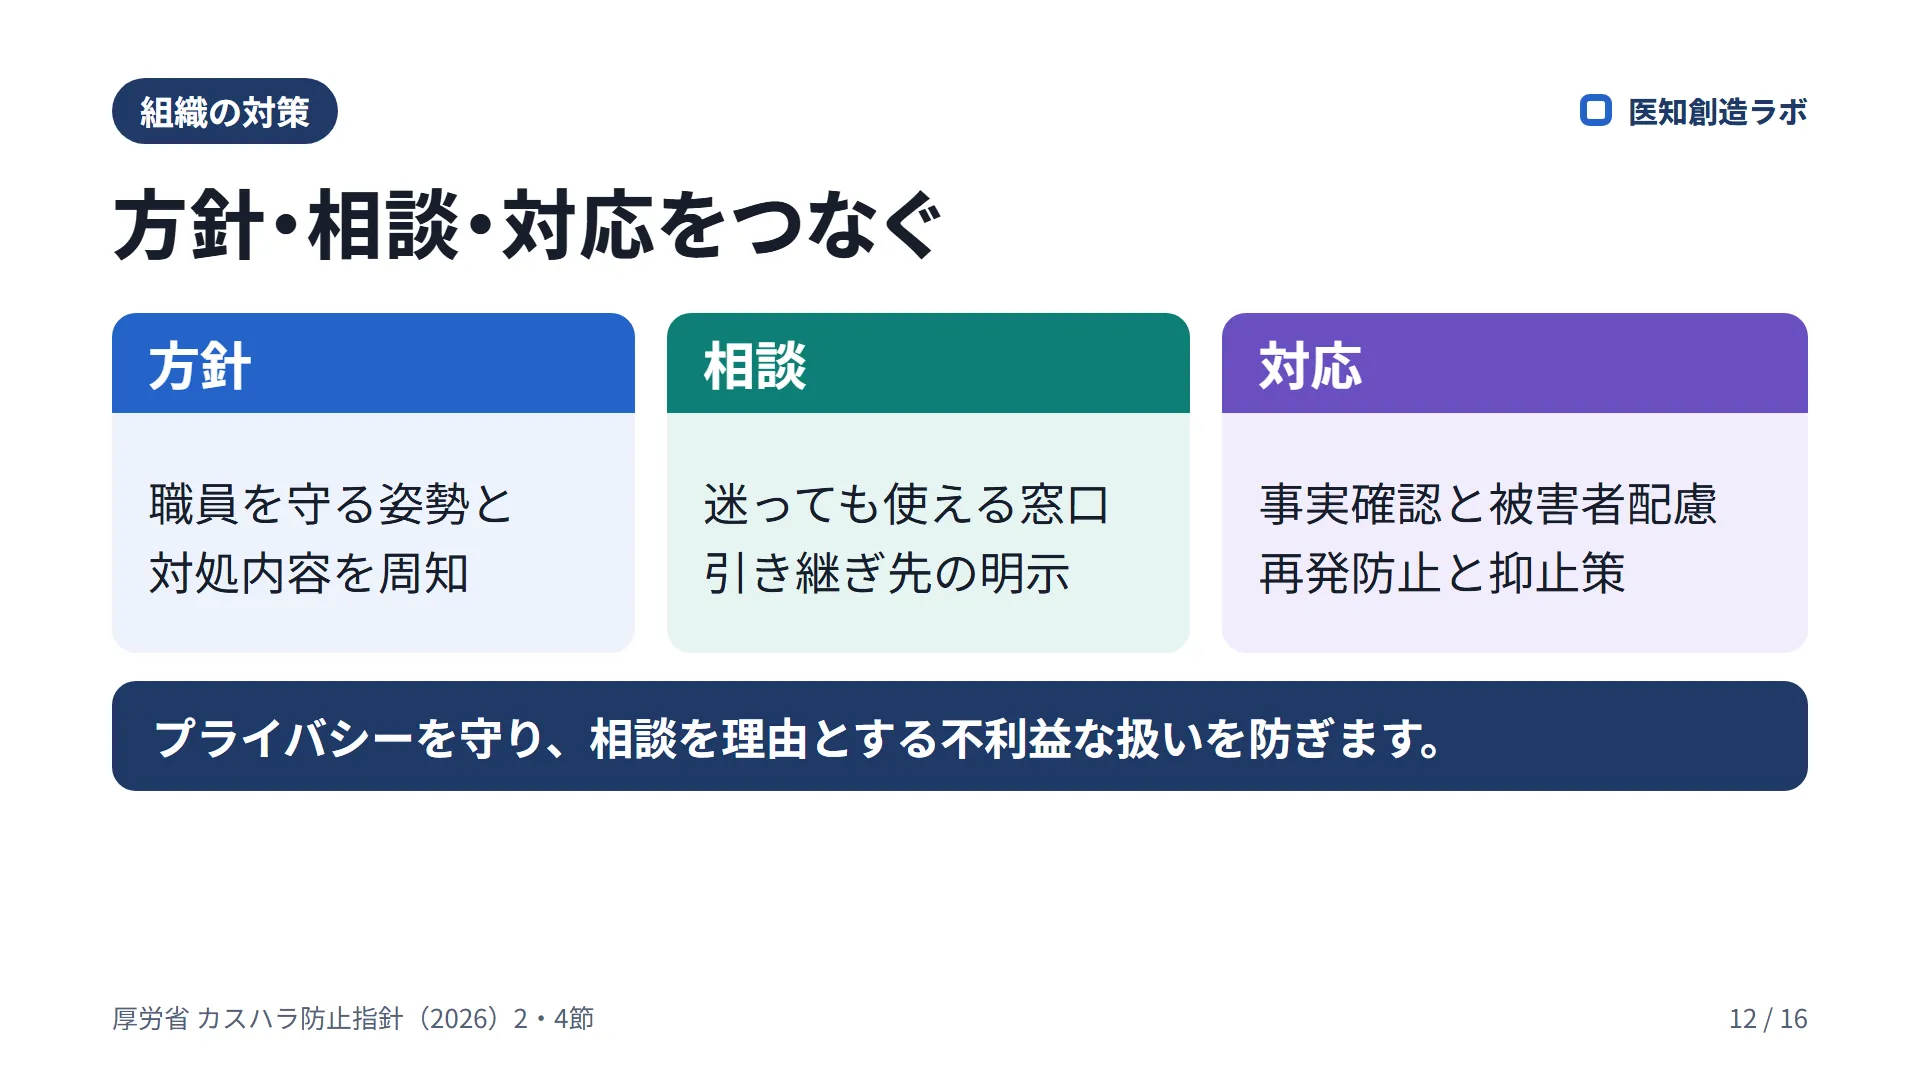 組織の対策
医知創造ラボ
方針・相談・対応をつなぐ
方針
職員を守る姿勢と
対処内容を周知
相談
迷っても使える窓口
引き継ぎ先の明示
対応
事実確認と被害者配慮
再発防止と抑止策
プライバシーを守り、相談を理由とする不利益な扱いを防ぎます。
厚労省 カスハラ防止指針（2026）2・4節
12 / 16